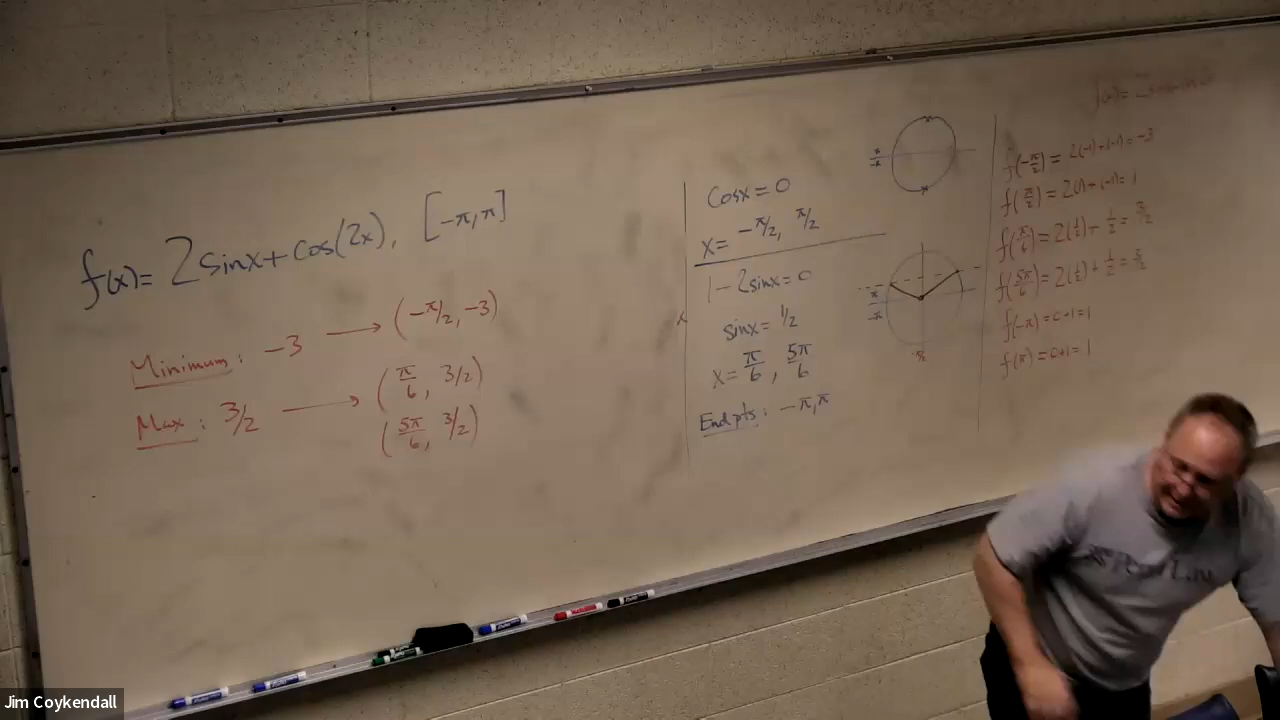 f(x)= 2sinx+cos(2x), [-π,π]
Minimum: -3 → (-π/2, -3)
Max: 3/2 → (π/6, 3/2)
(5π/6, 3/2)
cosx=0
x= -π/2, π/2
1-2sinx=0
sinx= 1/2
x= π/6, 5π/6
End pts: -π,π
f(-π/2)= 2(-1)+(-1)= -3
f(π/2)= 2(1)+(-1)= 1
f(π/6)= 2(1/2)+ 1/2= 3/2
f(5π/6)= 2(1/2)+ 1/2= 3/2
f(-π)=0+1=1
f(π)=0+1=1
Jim Coykendall